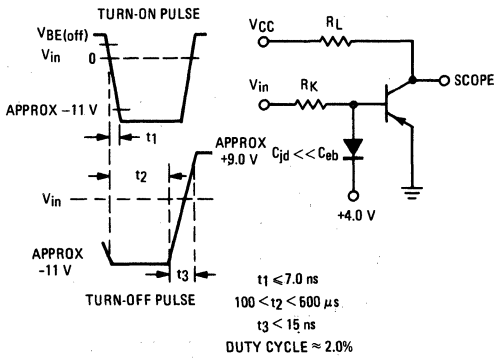 TURN-ON PULSE
VBE(off)
Vin 0
APPROX −11 V
t1
VCC
RL
SCOPE
Vin
RK
Cjd << Ceb
+4.0 V
APPROX
+9.0 V
t2
Vin
APPROX
-11 V
t3
TURN-OFF PULSE
t1 ⩽ 7.0 ns
100 < t2 < 500 µs
t3 < 15 ns
DUTY CYCLE ≈ 2.0%